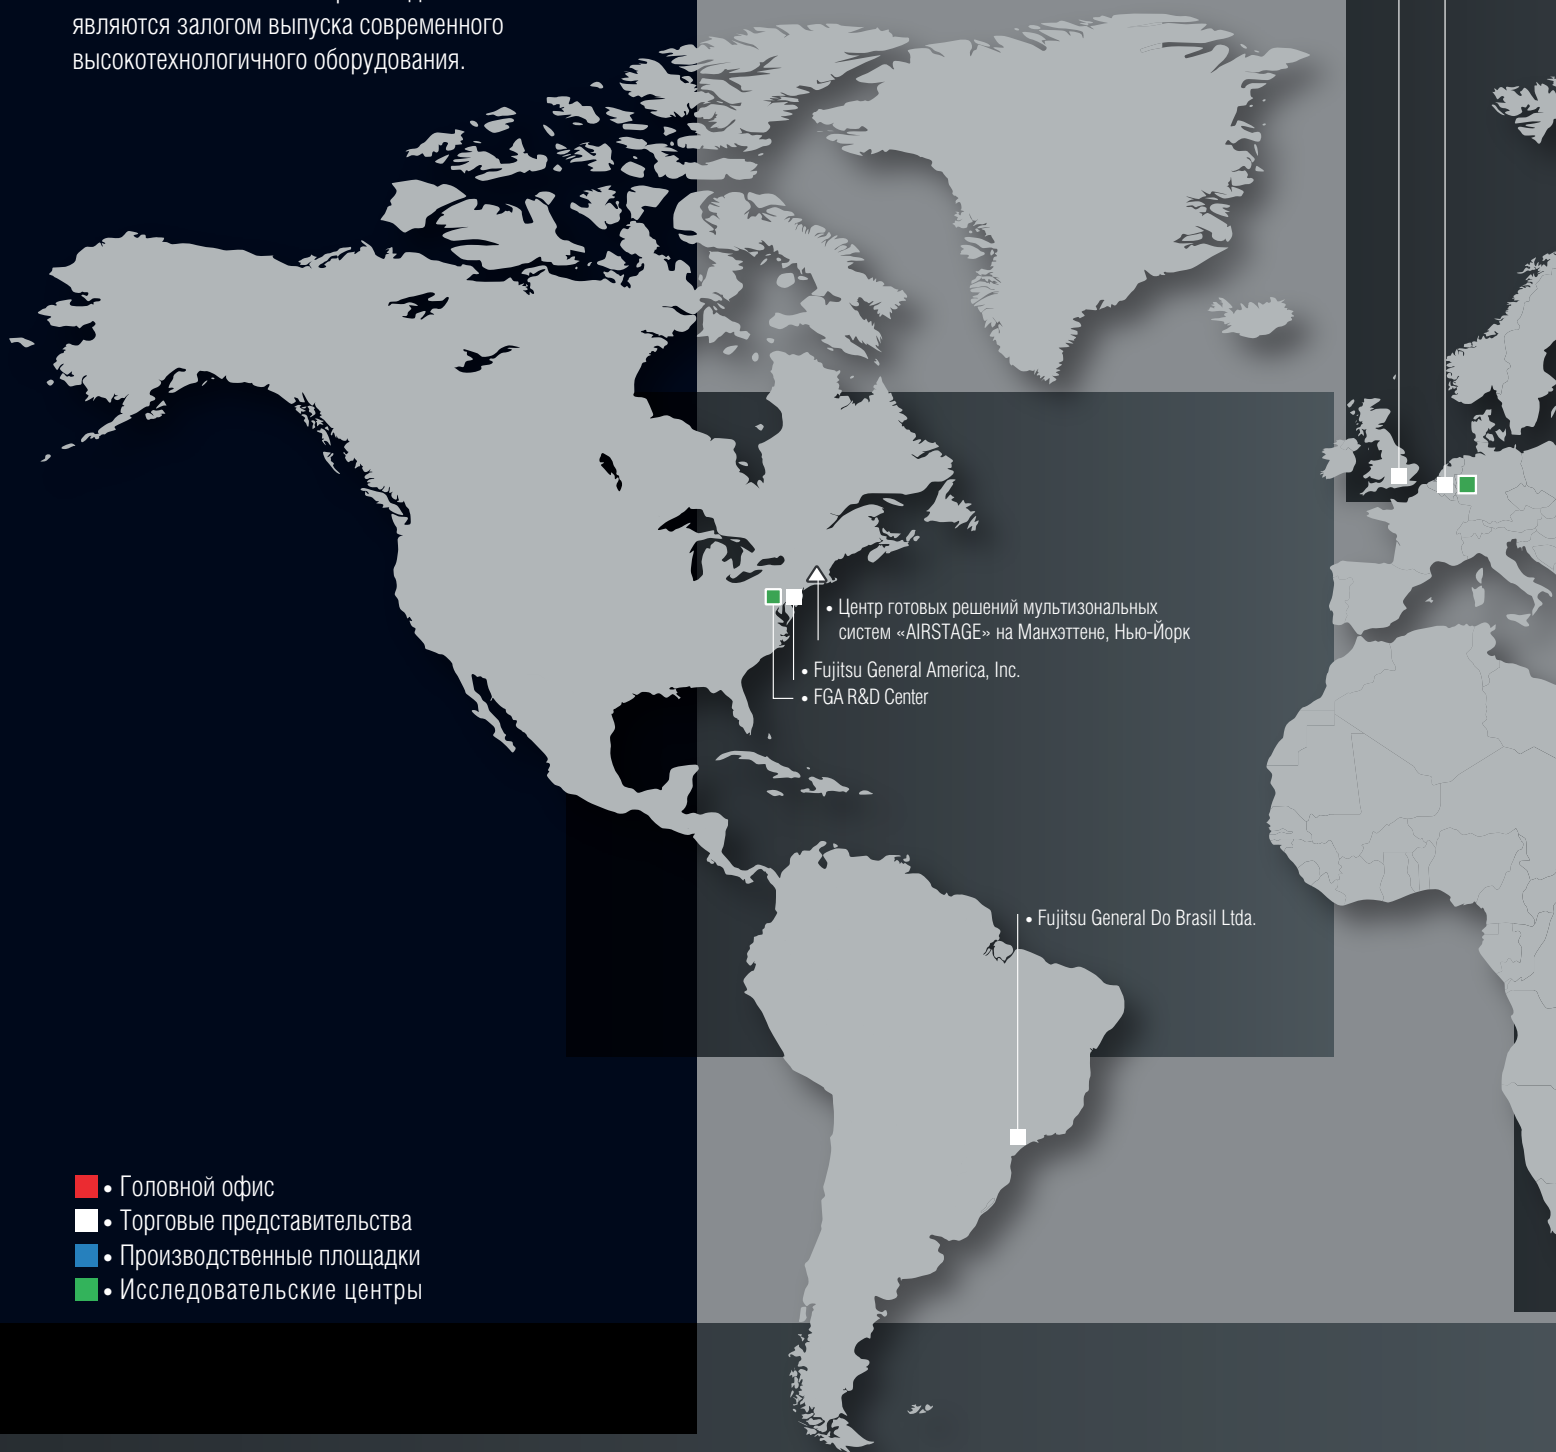 являются залогом выпуска современного
высокотехнологичного оборудования.
• Центр готовых решений мультизональных
систем «AIRSTAGE» на Манхэттене, Нью-Йорк
• Fujitsu General America, Inc.
• FGA R&D Center
• Fujitsu General Do Brasil Ltda.
• Головной офис
• Торговые представительства
• Производственные площадки
• Исследовательские центры